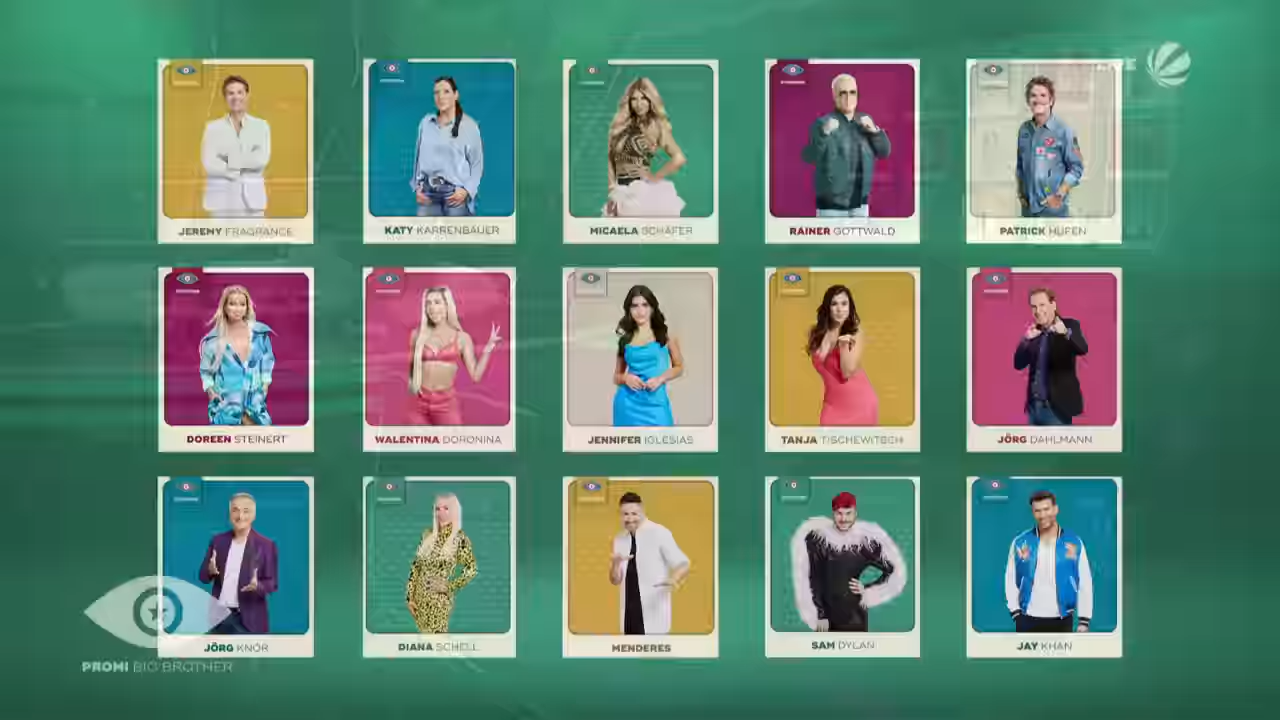 JEREMY FRAGRANCE
KATY KARRENBAUER
MICAELA SCHÄFER
RAINER GOTTWALD
PATRICK HUFEN
DOREEN STEINERT
WALENTINA DORONINA
JENNIFER IGLESIAS
TANJA TISCHEWITSCH
JÖRG DAHLMANN
JÖRG KNÖR
DIANA SCHELL
MENDERES
SAM DYLAN
JAY KHAN
PROMI BIG BROTHER